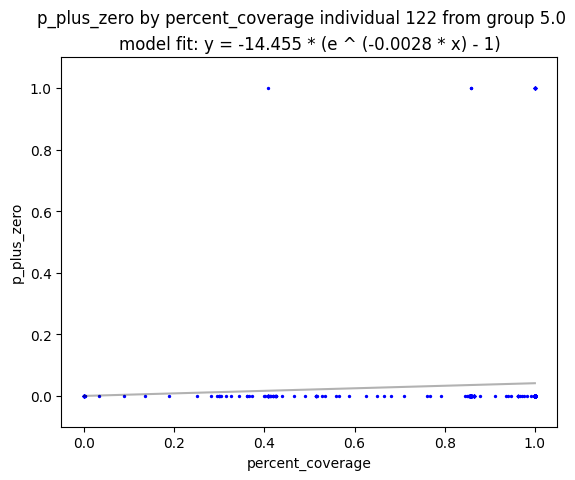 p_plus_zero by percent_coverage individual 122 from group 5.0
model fit: y = -14.455 * (e ^ (-0.0028 * x) - 1)
1.0
0.8
0.6
0.4
0.2
0.0
p_plus_zero
0.0 0.2 0.4 0.6 0.8 1.0
percent_coverage